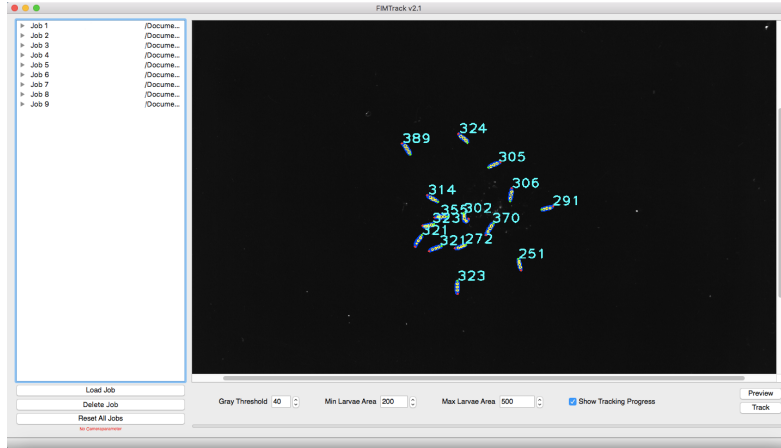 FIMTrack v2.1
Job 1 /Docume...
Job 2 /Docume...
Job 3 /Docume...
Job 4 /Docume...
Job 5 /Docume...
Job 6 /Docume...
Job 7 /Docume...
Job 8 /Docume...
Job 9 /Docume...
324
389
305
306
314
291
355
302
323
370
321
321
272
251
323
Load Job
Delete Job
Reset All Jobs
No Cameraparameter
Gray Threshold 40 Min Larvae Area 200 Max Larvae Area 500 Show Tracking Progress
Preview
Track